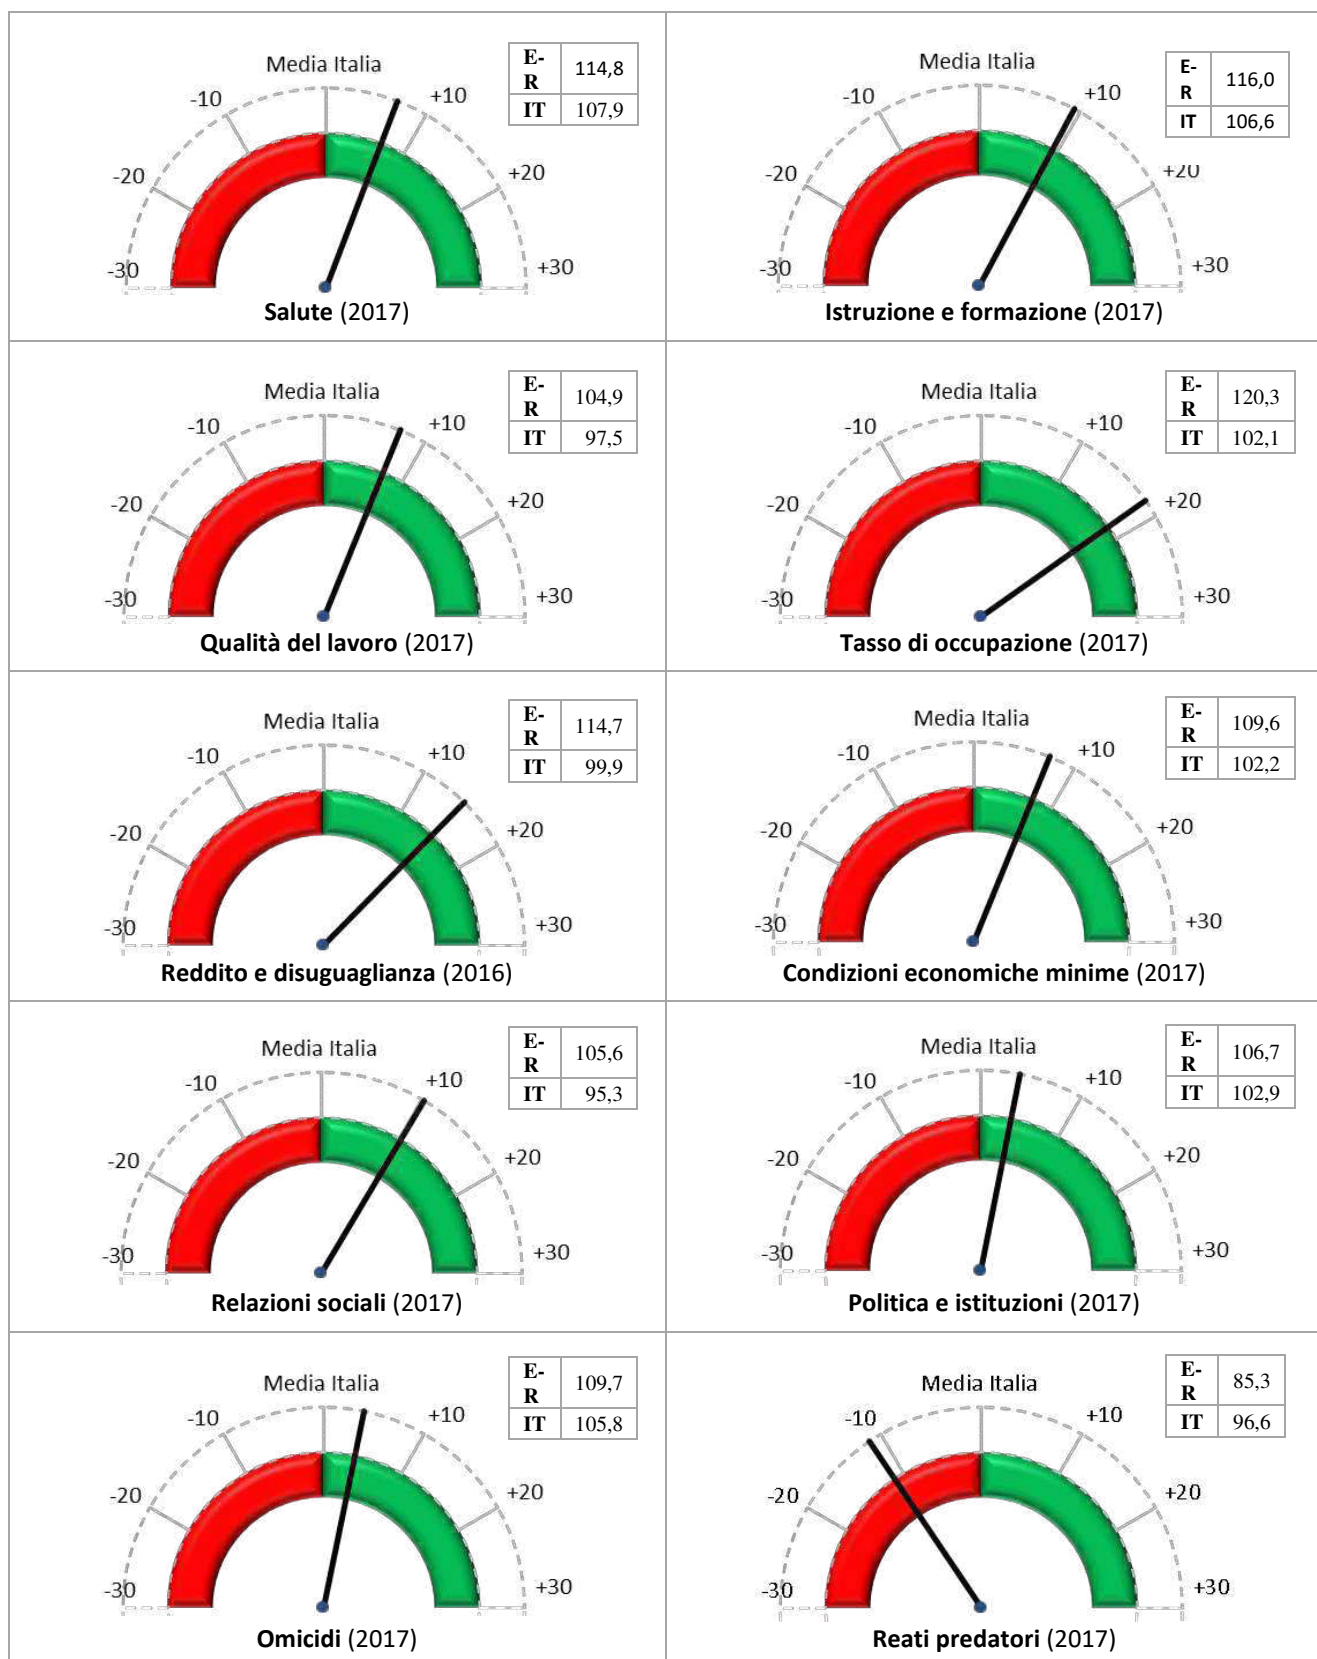 Media Italia
E-R 114,8
IT 107,9
-10
+10
-20
+20
-30
+30
Salute (2017)
Media Italia
E-R 116,0
IT 106,6
-10
+10
-20
+20
-30
+30
Istruzione e formazione (2017)
Media Italia
E-R 104,9
IT 97,5
-10
+10
-20
+20
-30
+30
Qualità del lavoro (2017)
Media Italia
E-R 120,3
IT 102,1
-10
+10
-20
+20
-30
+30
Tasso di occupazione (2017)
Media Italia
E-R 114,7
IT 99,9
-10
+10
-20
+20
-30
+30
Reddito e disuguaglianza (2016)
Media Italia
E-R 109,6
IT 102,2
-10
+10
-20
+20
-30
+30
Condizioni economiche minime (2017)
Media Italia
E-R 105,6
IT 95,3
-10
+10
-20
+20
-30
+30
Relazioni sociali (2017)
Media Italia
E-R 106,7
IT 102,9
-10
+10
-20
+20
-30
+30
Politica e istituzioni (2017)
Media Italia
E-R 109,7
IT 105,8
-10
+10
-20
+20
-30
+30
Omicidi (2017)
Media Italia
E-R 85,3
IT 96,6
-10
+10
-20
+20
-30
+30
Reati predatori (2017)